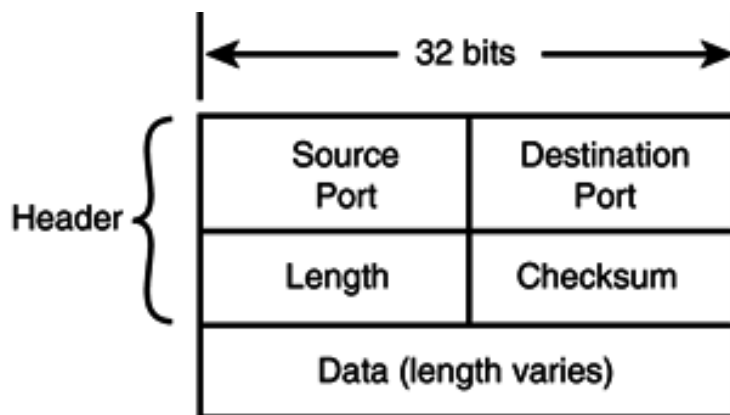 32 bits
Source
Port
Destination
Port
Header
Length
Checksum
Data (length varies)